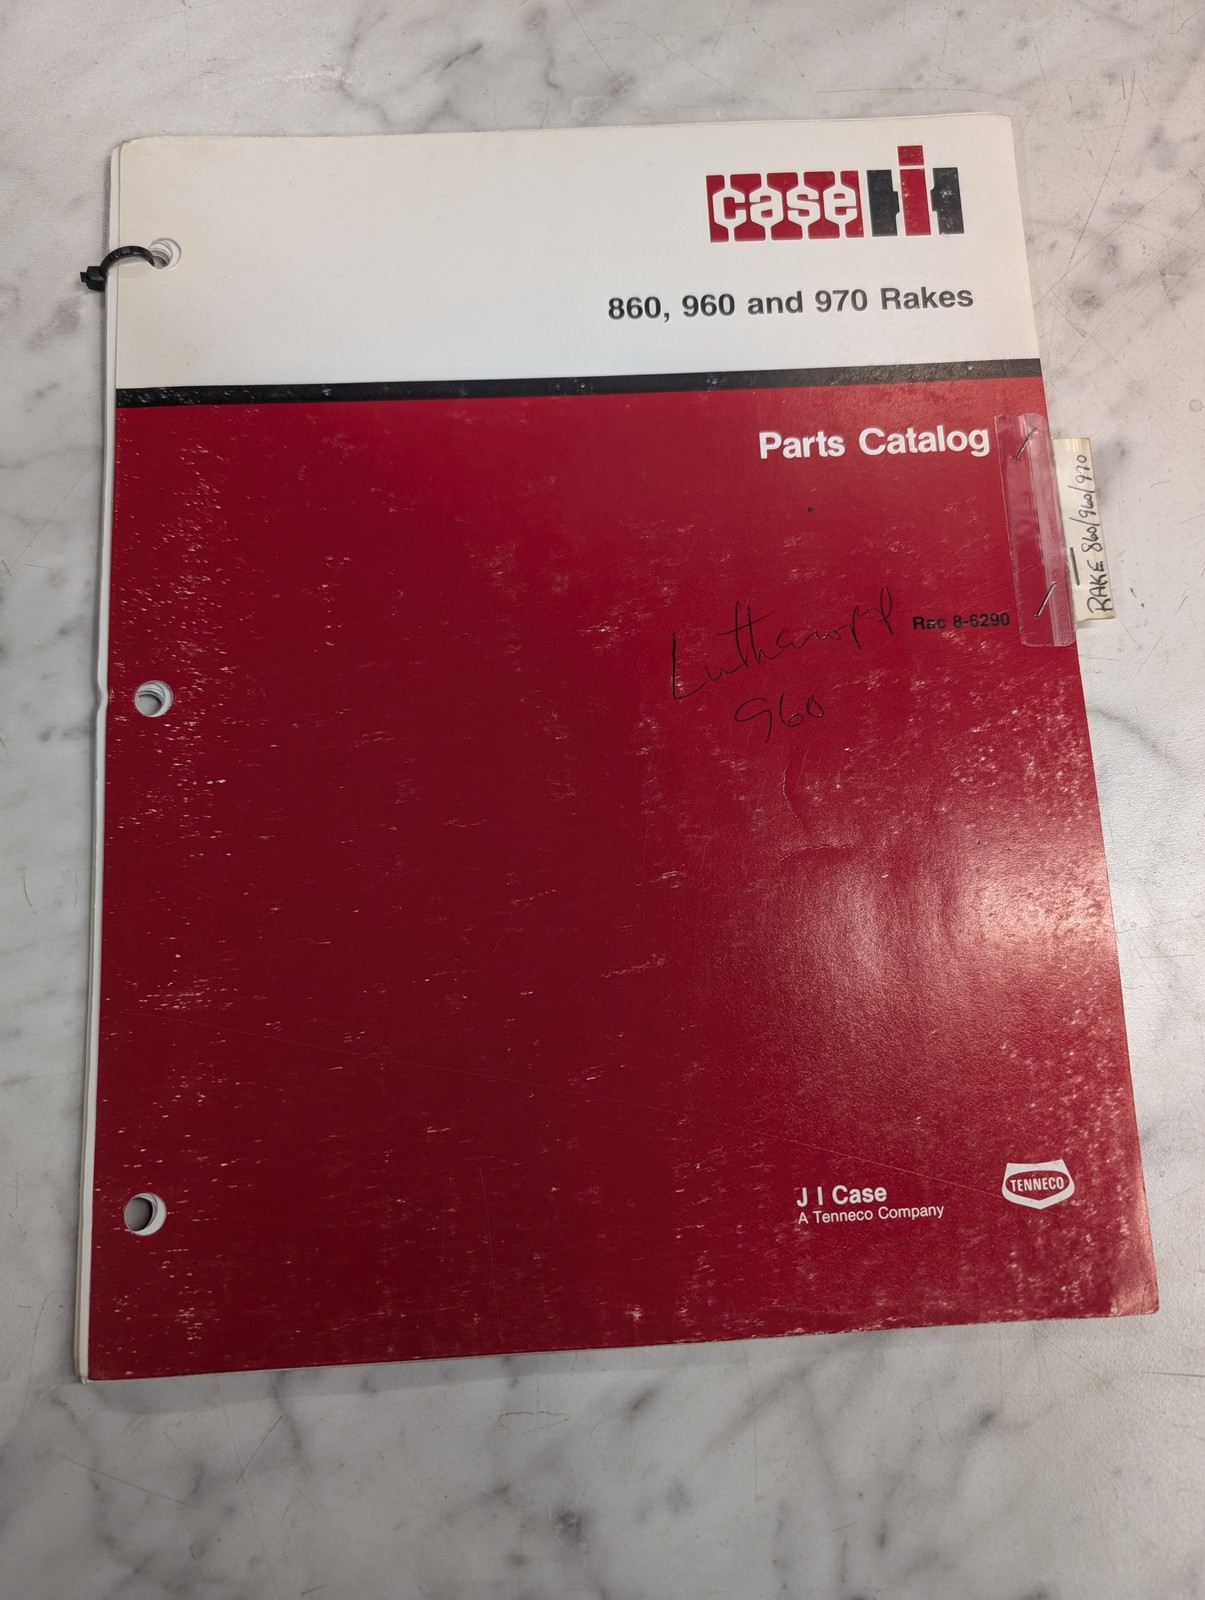 case IH
860, 960 and 970 Rakes
Parts Catalog
RAKE 860/960/970
Rac 8-6290
960
J I Case
A Tenneco Company
TENNECO